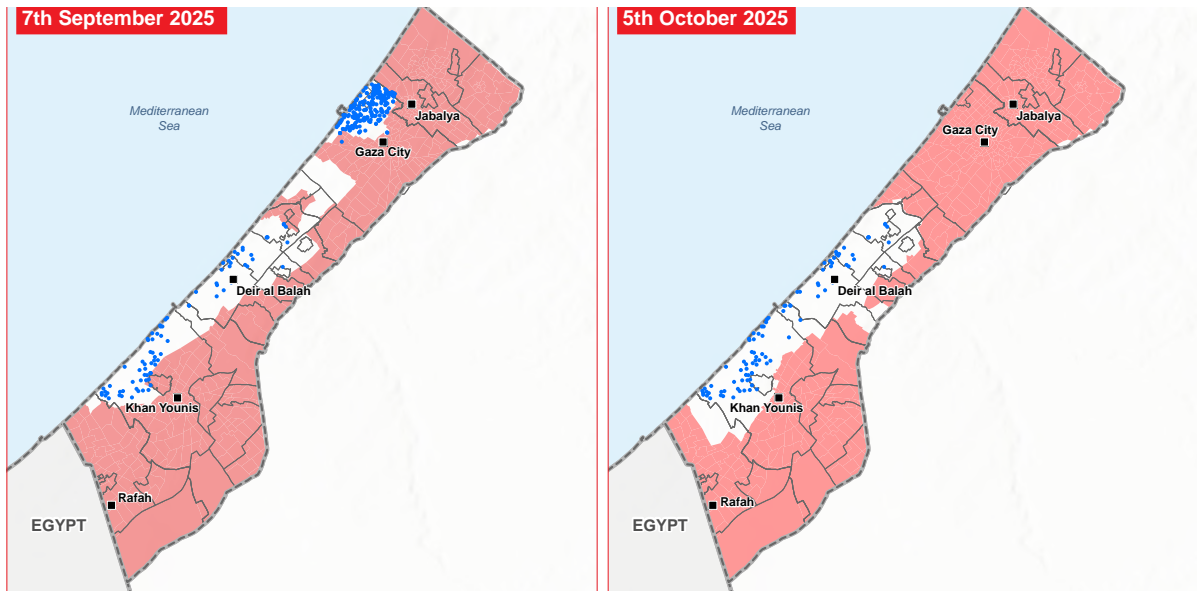 7th September 2025
Mediterranean
Sea
Jabalya
Gaza City
Deir al Balah
Khan Younis
Rafah
EGYPT
5th October 2025
Mediterranean
Sea
Jabalya
Gaza City
Deir al Balah
Khan Younis
Rafah
EGYPT